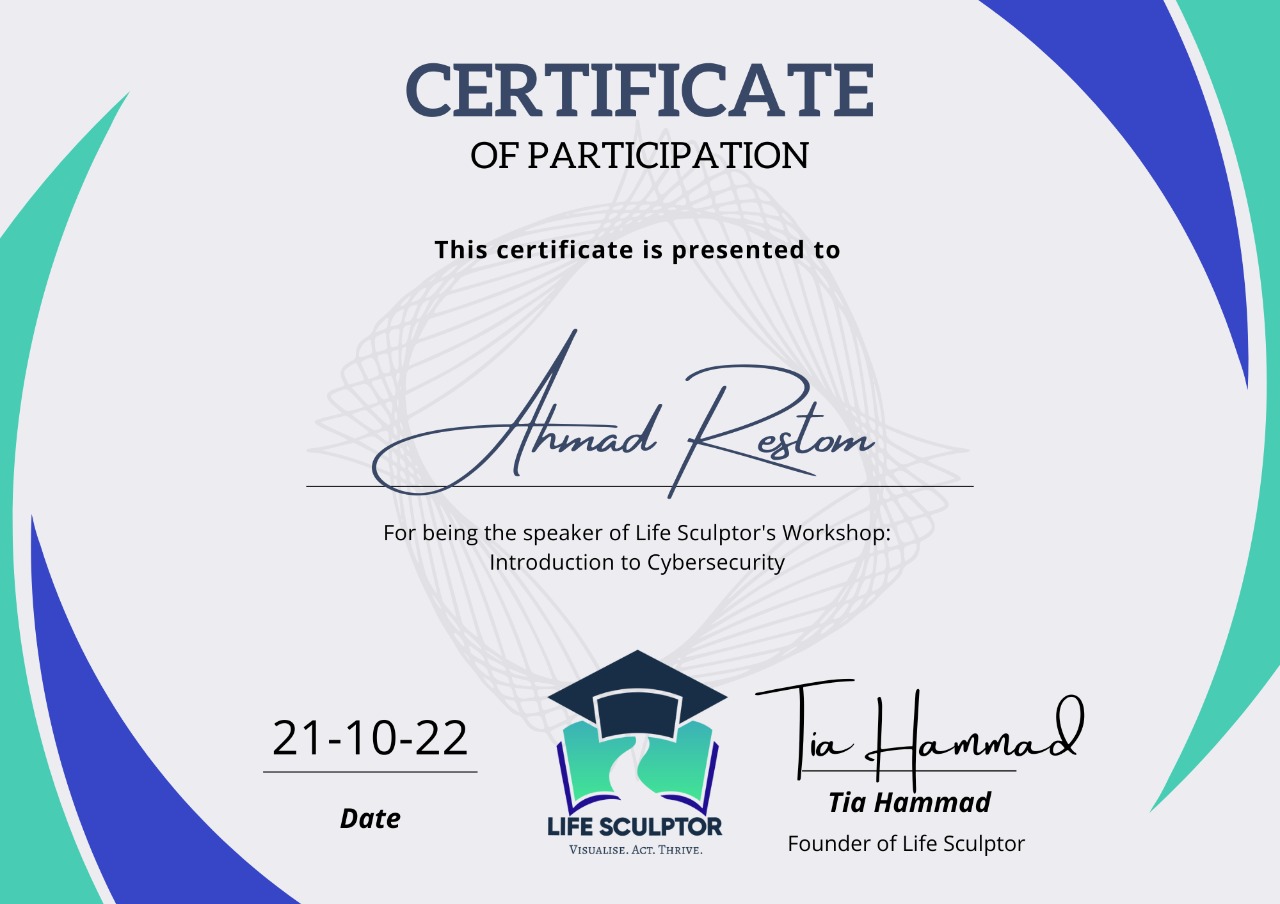 CERTIFICATE
OF PARTICIPATION
This certificate is presented to
Ahmad Restom
For being the speaker of Life Sculptor's Workshop:
Introduction to Cybersecurity
21-10-22
Date
LIFE SCULPTOR
VISUALISE. ACT. THRIVE.
Tia Hammad
Tia Hammad
Founder of Life Sculptor